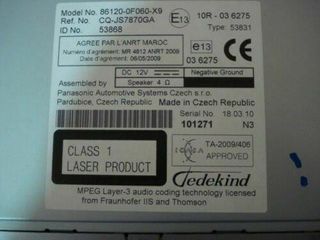 Model No. 86120-0F060-X9
Ref. No. CQ-JS7870GA
ID No. 53868
E13
10R - 03 6275
Type: 53831
AGREE PAR L'ANRT MAROC
Numéro d'agrément: MR 4612 ANRT 2009
Date d'agrément: 06/05/2009
e13
03 6275
DC 12V
Negative Ground
Speaker 4 Ω
Assembled by
Panasonic Automotive Systems Czech s.r.o.
Pardubice, Czech Republic
Made in Czech Republic
Serial No.
18.03.10
101271
N3
CLASS 1
LASER PRODUCT
ICASA
TA-2009/406
APPROVED
Jedekind
MPEG Layer-3 audio coding technology licensed
from Fraunhofer IIS and Thomson